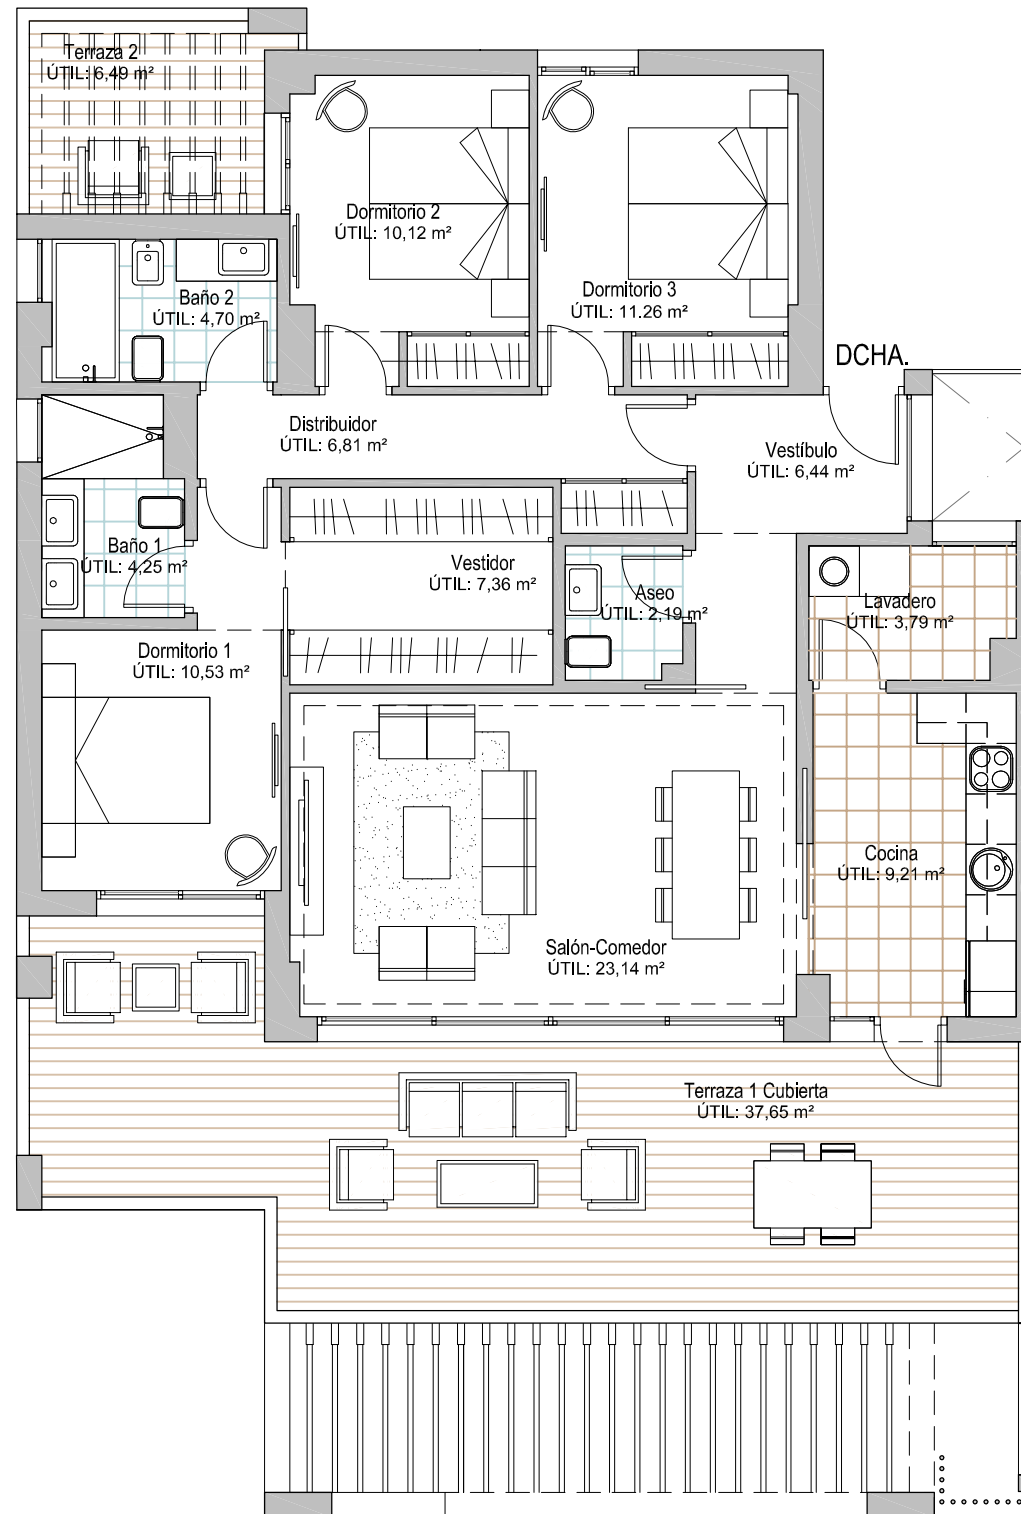 Terraza 2
ÚTIL: 6,49 m²
Dormitorio 2
ÚTIL: 10,12 m²
Dormitorio 3
ÚTIL: 11.26 m²
Baño 2
ÚTIL: 4,70 m²
DCHA.
Distribuidor
ÚTIL: 6,81 m²
Vestíbulo
ÚTIL: 6,44 m²
Baño 1
ÚTIL: 4,25 m²
Vestidor
ÚTIL: 7,36 m²
Aseo
ÚTIL: 2,19 m²
Lavadero
ÚTIL: 3,79 m²
Dormitorio 1
ÚTIL: 10,53 m²
Cocina
ÚTIL: 9,21 m²
Salón-Comedor
ÚTIL: 23,14 m²
Terraza 1 Cubierta
ÚTIL: 37,65 m²